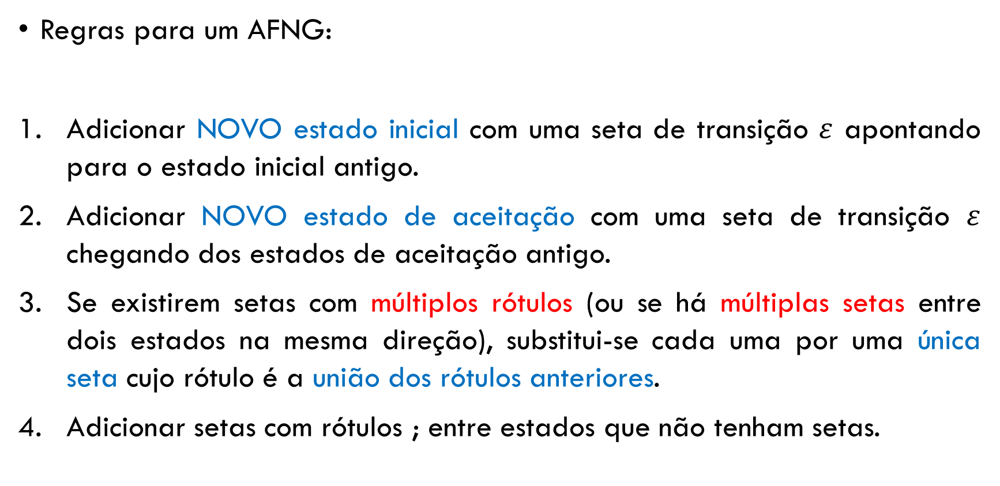 • Regras para um AFNG:
1. Adicionar NOVO estado inicial com uma seta de transição ε apontando
para o estado inicial antigo.
2. Adicionar NOVO estado de aceitação com uma seta de transição ε
chegando dos estados de aceitação antigo.
3. Se existirem setas com múltiplos rótulos (ou se há múltiplas setas entre
dois estados na mesma direção), substitui-se cada uma por uma única
seta cujo rótulo é a união dos rótulos anteriores.
4. Adicionar setas com rótulos ; entre estados que não tenham setas.